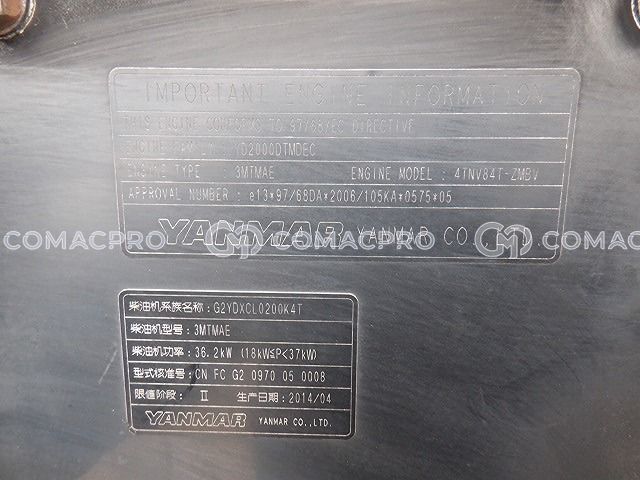 IMPORTANT ENGINE INFORMATION
THIS ENGINE CONFORMS TO 97/68/EC DIRECTIVE
ENGINE FAMILY : YD2000DTMDEC
ENGINE TYPE : 3MTMAE ENGINE MODEL : 4TNV84T-ZMBV
APPROVAL NUMBER : e13*97/68DA*2006/105KA*0575*05
YANMAR YANMAR CO., LTD
COMACPRO COMACPRO COMACPRO
柴油机系族名称: G2YDXCL0200K4T
柴油机型号: 3MTMAE
柴油机功率: 36.2kW (18kW≦P<37kW)
型式核准号: CN FC G2 0970 05 0008
限値阶段: Ⅱ 生产日期: 2014/04
YANMAR YANMAR CO.,LTD.